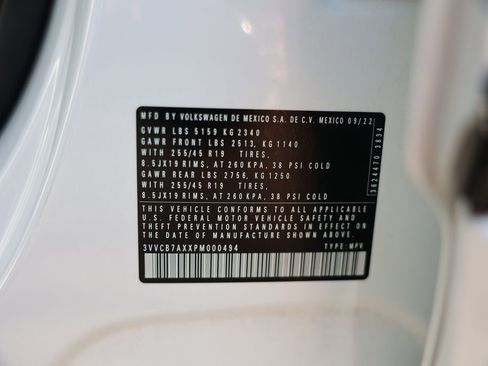 MFD BY VOLKSWAGEN DE MEXICO S.A. DE C.V. MEXICO 09/22
GVWR LBS 5159 KG 2340
GAWR FRONT LBS 2513, KG 1140
WITH 255/45 R19 TIRES,
8.5JX19 RIMS, AT 260 KPA, 38 PSI COLD
GAWR REAR LBS 2756, KG 1250
WITH 255/45 R19 TIRES,
8.5JX19 RIMS, AT 260 KPA, 38 PSI COLD
THIS VEHICLE CONFORMS TO ALL APPLICABLE
U.S. FEDERAL MOTOR VEHICLE SAFETY AND
THEFT PREVENTION STANDARDS IN EFFECT ON
THE DATE OF MANUFACTURE SHOWN ABOVE.
3VVCB7AXXPM000494 TYPE: MPV
3624470 3834